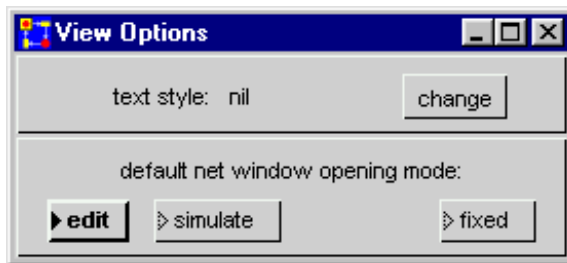 View Options
text style: nil change
default net window opening mode:
edit simulate fixed